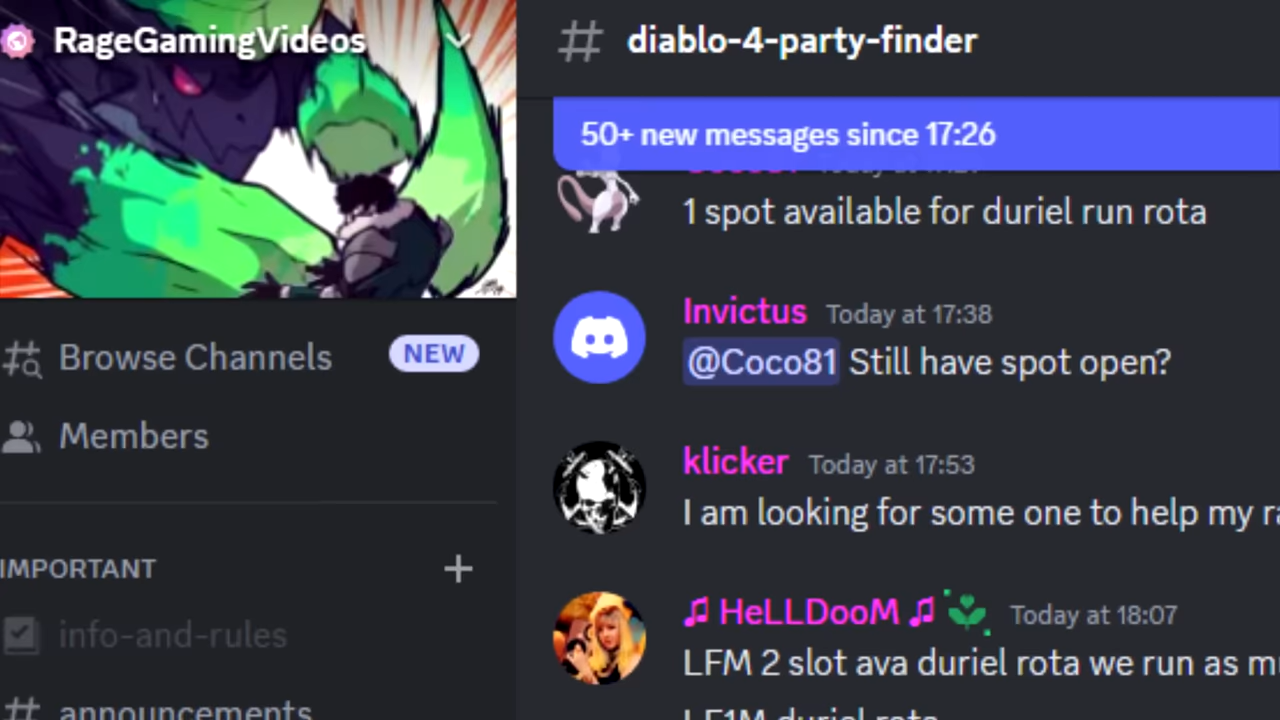 RageGamingVideos
diablo-4-party-finder
50+ new messages since 17:26
1 spot available for duriel run rota
Invictus Today at 17:38
@Coco81 Still have spot open?
Browse Channels NEW
Members
klicker Today at 17:53
I am looking for some one to help my
IMPORTANT
info-and-rules
announcements
♫ HeLLDooM ♫ Today at 18:07
LFM 2 slot ava duriel rota we run as
LF1M duriel rota